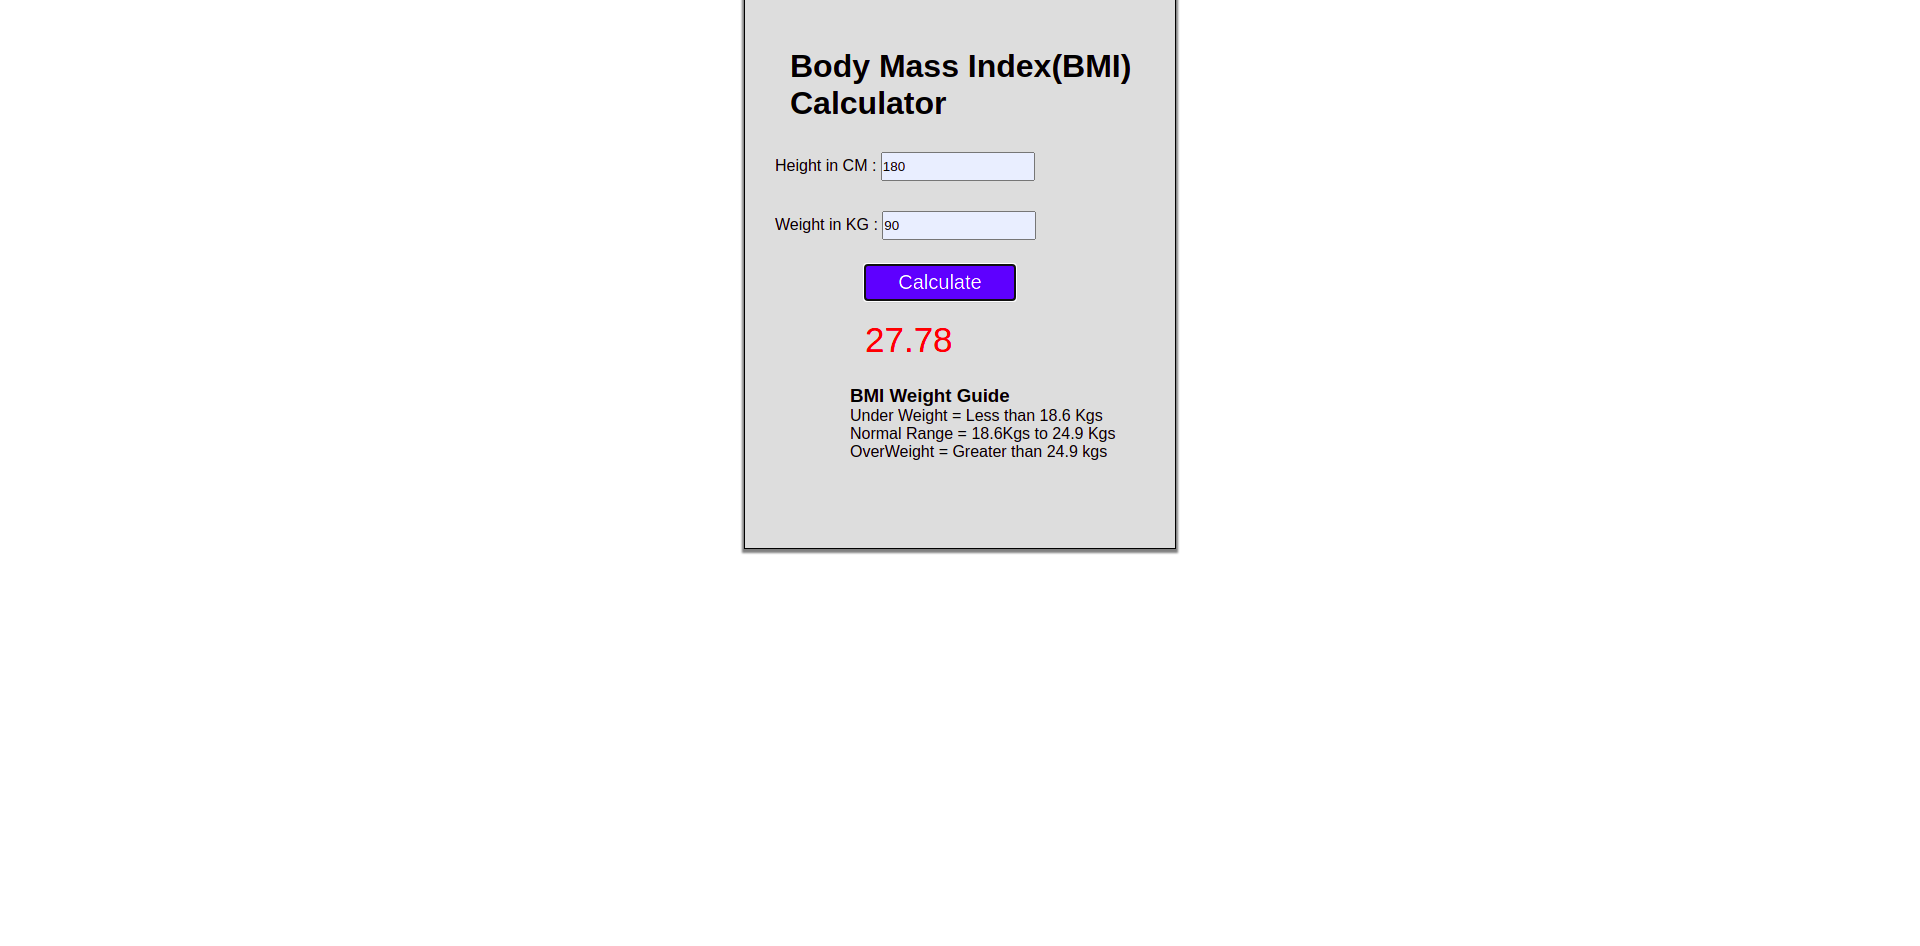 Body Mass Index(BMI)
Calculator
Height in CM : 180
Weight in KG : 90
Calculate
27.78
BMI Weight Guide
Under Weight = Less than 18.6 Kgs
Normal Range = 18.6Kgs to 24.9 Kgs
OverWeight = Greater than 24.9 kgs